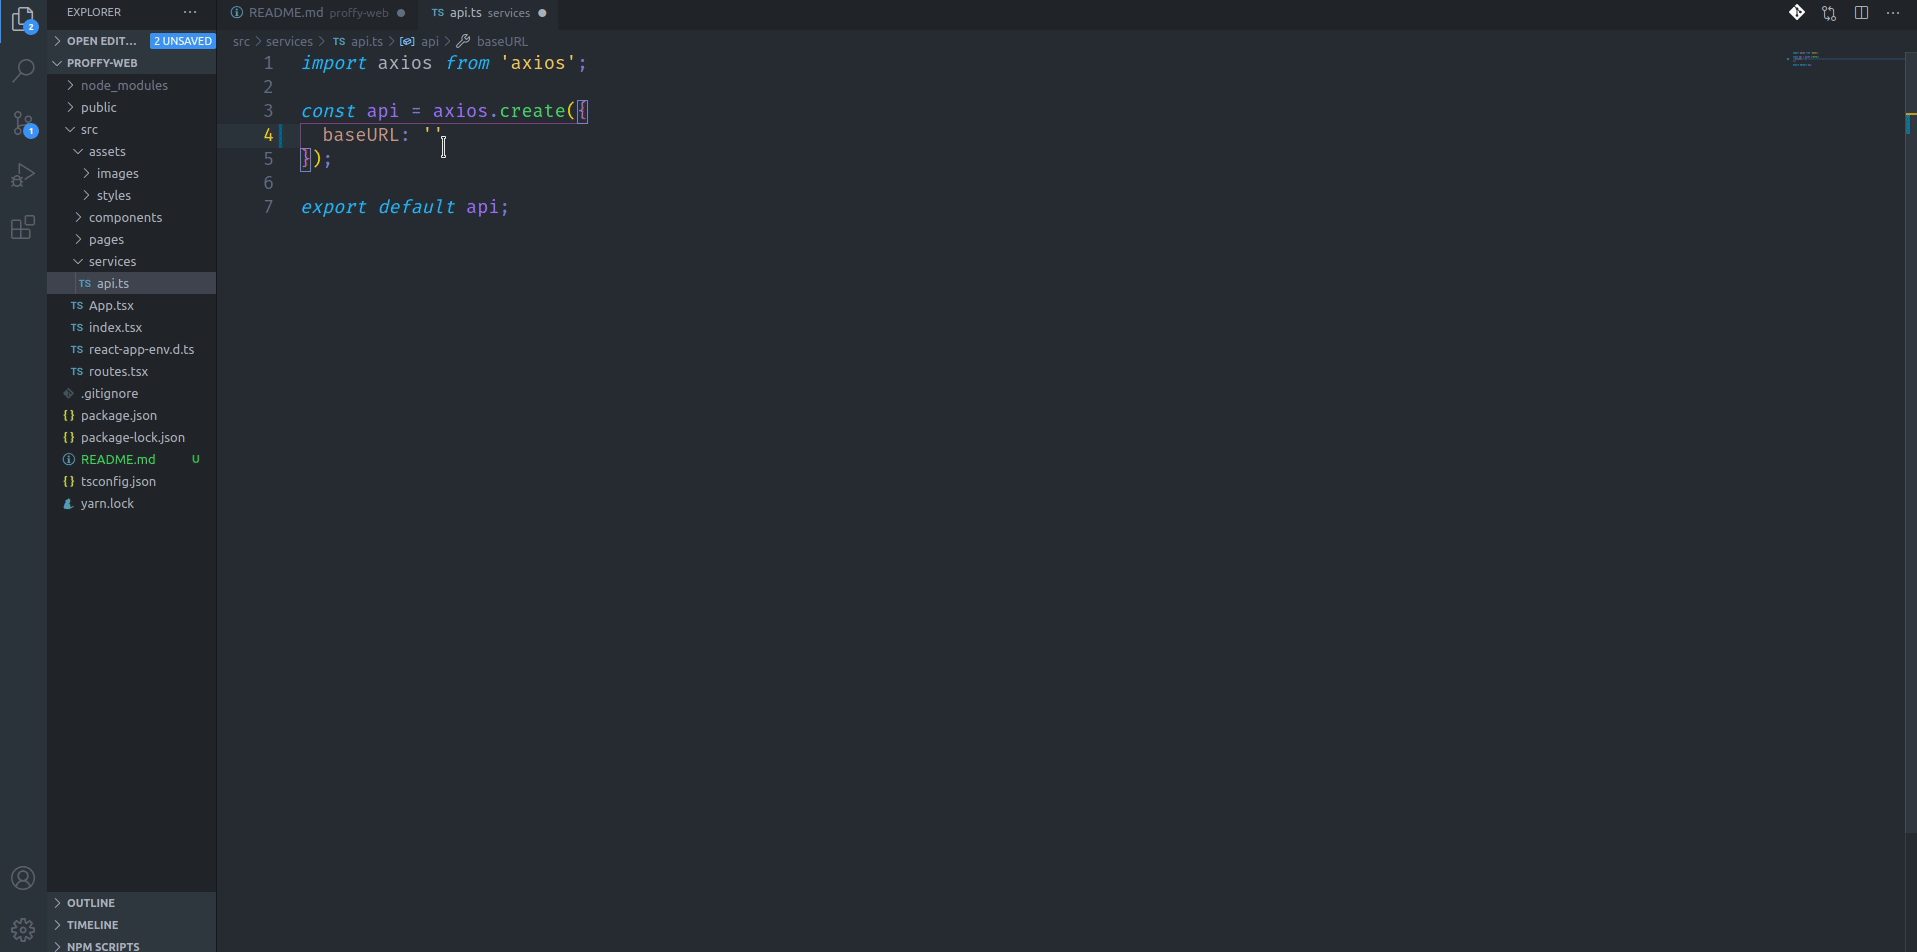 EXPLORER
2
OPEN EDIT... 2 UNSAVED
PROFFY-WEB
node_modules
public
src
1
assets
images
styles
components
pages
services
TS api.ts
TS App.tsx
TS index.tsx
TS react-app-env.d.ts
TS routes.tsx
.gitignore
{} package.json
{} package-lock.json
README.md U
{} tsconfig.json
yarn.lock
OUTLINE
TIMELINE
NPM SCRIPTS
README.md proffy-web
TS api.ts services
src > services > TS api.ts > api > baseURL
1 import axios from 'axios';
2
3 const api = axios.create({
4 baseURL: ''
5 });
6
7 export default api;